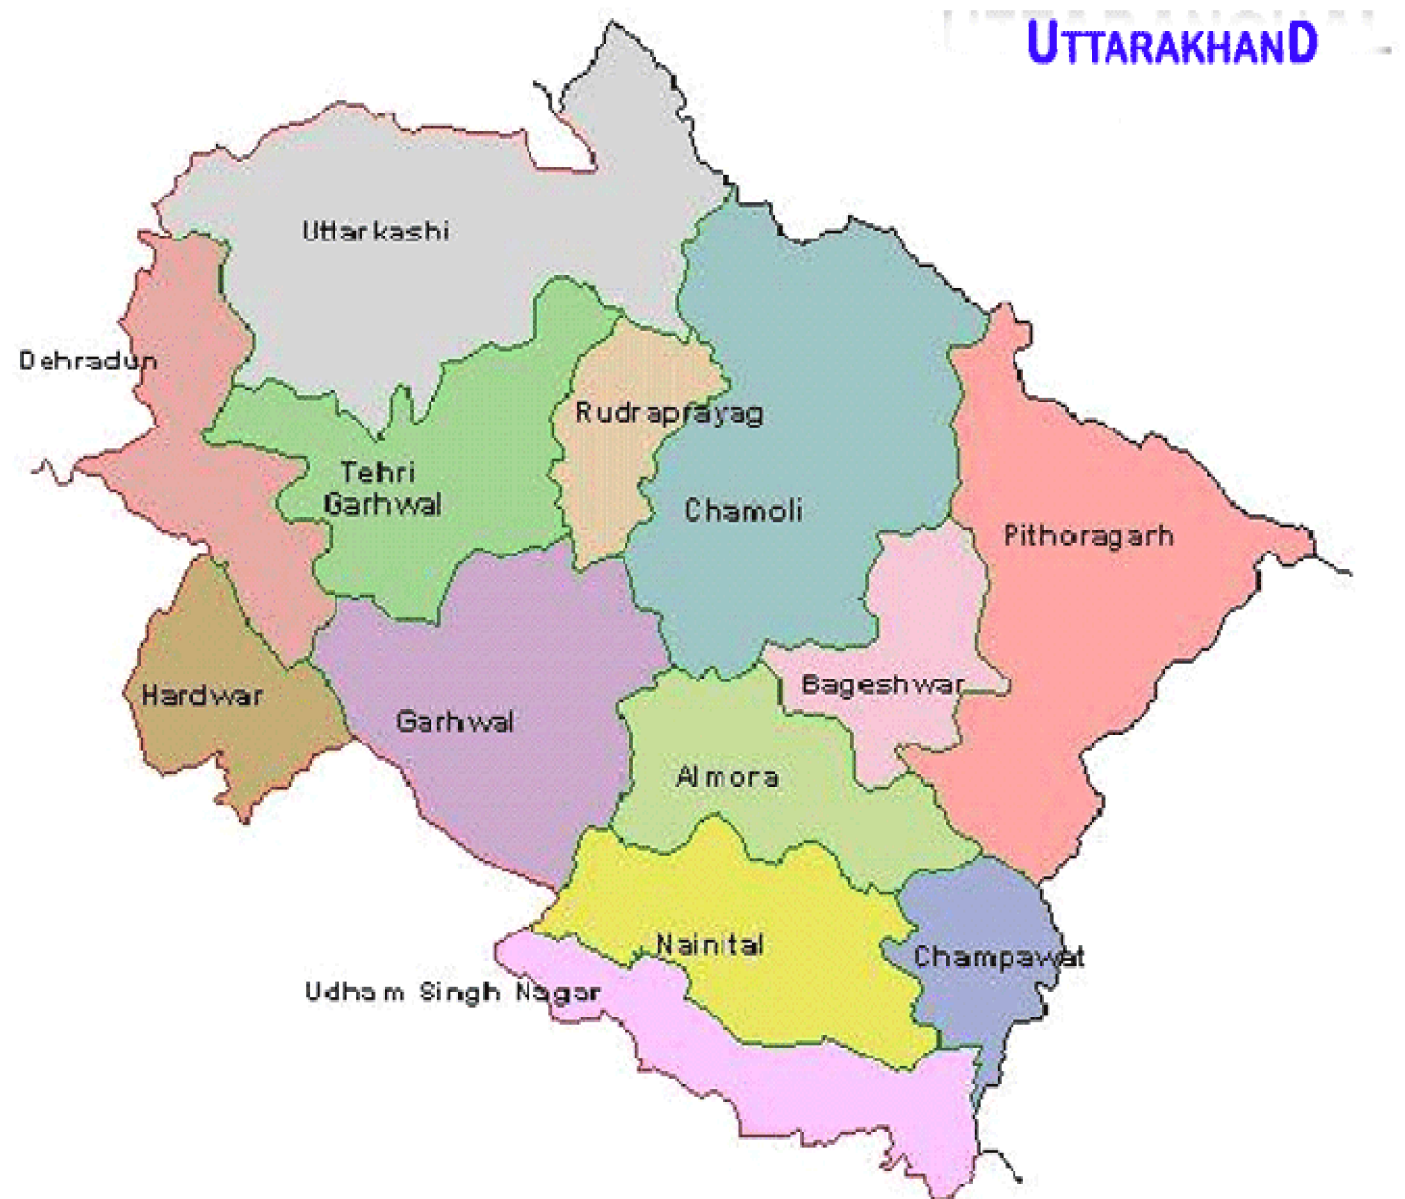 UTTARAKHAND
Uttarkashi
Dehradun
Rudraprayag
Tehri
Garhwal
Chamoli
Pithoragarh
Hardwar
Bageshwar
Garhwal
Almora
Nainital
Champawat
Udham Singh Nagar